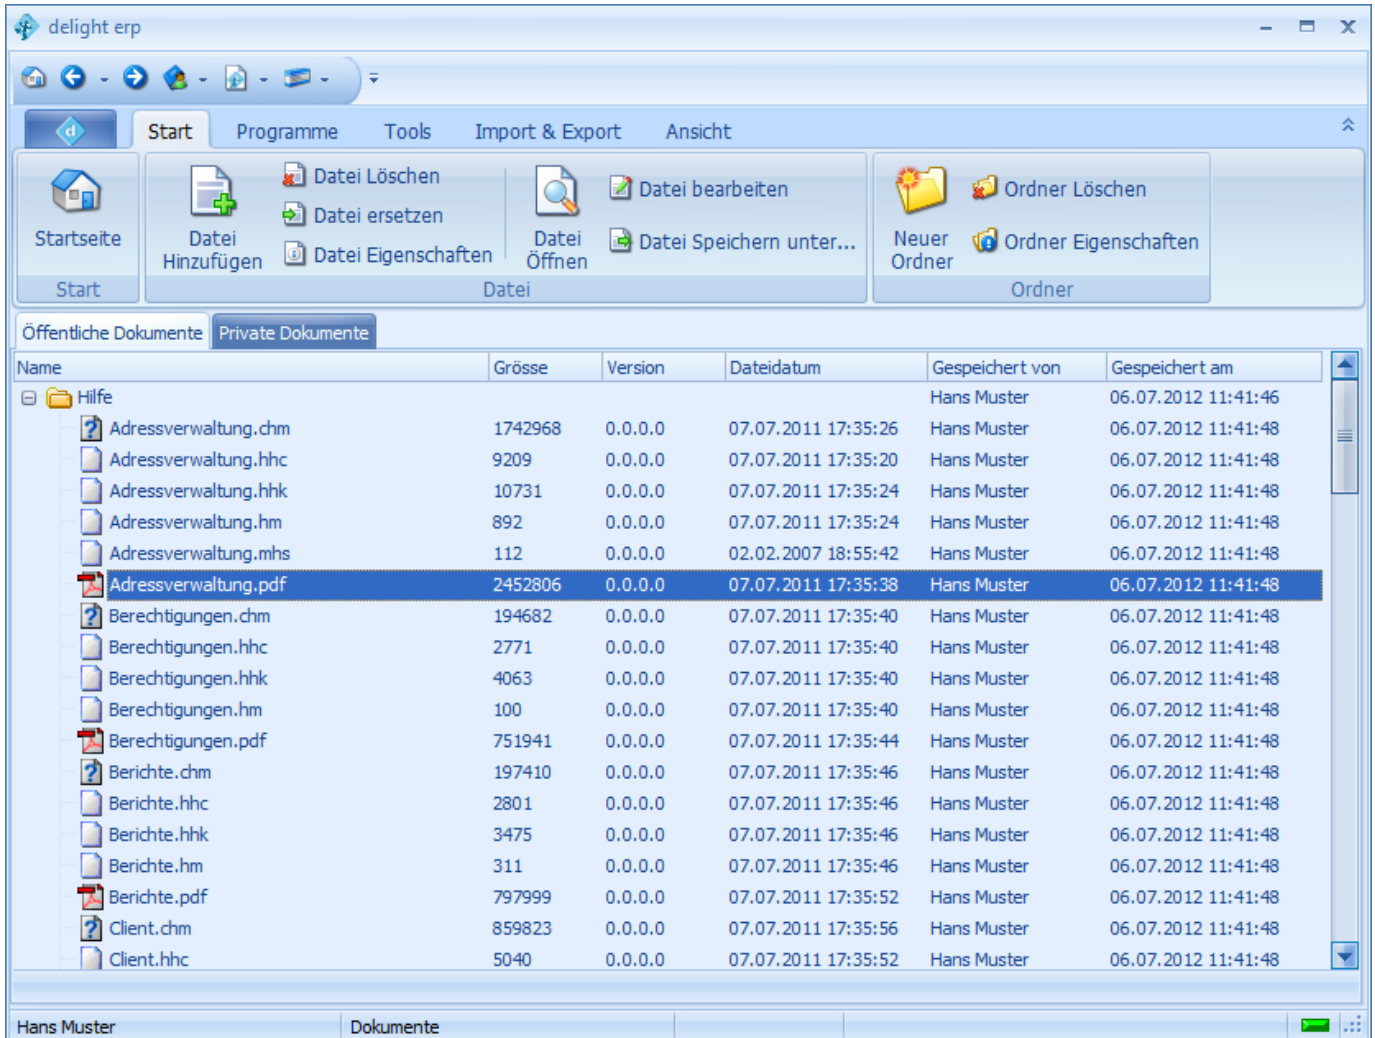 delight erp
d
Start Programme Tools Import & Export Ansicht
Startseite
Start
Datei Hinzufügen
Datei Löschen
Datei ersetzen
Datei Eigenschaften
Datei Öffnen
Datei bearbeiten
Datei Speichern unter...
Datei
Neuer Ordner
Ordner Löschen
Ordner Eigenschaften
Ordner
Öffentliche Dokumente Private Dokumente
Name Grösse Version Dateidatum Gespeichert von Gespeichert am
Hilfe Hans Muster 06.07.2012 11:41:46
Adressverwaltung.chm 1742968 0.0.0.0 07.07.2011 17:35:26 Hans Muster 06.07.2012 11:41:48
Adressverwaltung.hhc 9209 0.0.0.0 07.07.2011 17:35:20 Hans Muster 06.07.2012 11:41:48
Adressverwaltung.hhk 10731 0.0.0.0 07.07.2011 17:35:24 Hans Muster 06.07.2012 11:41:48
Adressverwaltung.hm 892 0.0.0.0 07.07.2011 17:35:24 Hans Muster 06.07.2012 11:41:48
Adressverwaltung.mhs 112 0.0.0.0 02.02.2007 18:55:42 Hans Muster 06.07.2012 11:41:48
Adressverwaltung.pdf 2452806 0.0.0.0 07.07.2011 17:35:38 Hans Muster 06.07.2012 11:41:48
Berechtigungen.chm 194682 0.0.0.0 07.07.2011 17:35:40 Hans Muster 06.07.2012 11:41:48
Berechtigungen.hhc 2771 0.0.0.0 07.07.2011 17:35:40 Hans Muster 06.07.2012 11:41:48
Berechtigungen.hhk 4063 0.0.0.0 07.07.2011 17:35:40 Hans Muster 06.07.2012 11:41:48
Berechtigungen.hm 100 0.0.0.0 07.07.2011 17:35:40 Hans Muster 06.07.2012 11:41:48
Berechtigungen.pdf 751941 0.0.0.0 07.07.2011 17:35:44 Hans Muster 06.07.2012 11:41:48
Berichte.chm 197410 0.0.0.0 07.07.2011 17:35:46 Hans Muster 06.07.2012 11:41:48
Berichte.hhc 2801 0.0.0.0 07.07.2011 17:35:46 Hans Muster 06.07.2012 11:41:48
Berichte.hhk 3475 0.0.0.0 07.07.2011 17:35:46 Hans Muster 06.07.2012 11:41:48
Berichte.hm 311 0.0.0.0 07.07.2011 17:35:46 Hans Muster 06.07.2012 11:41:48
Berichte.pdf 797999 0.0.0.0 07.07.2011 17:35:52 Hans Muster 06.07.2012 11:41:48
Client.chm 859823 0.0.0.0 07.07.2011 17:35:56 Hans Muster 06.07.2012 11:41:48
Client.hhc 5040 0.0.0.0 07.07.2011 17:35:52 Hans Muster 06.07.2012 11:41:48
Hans Muster Dokumente